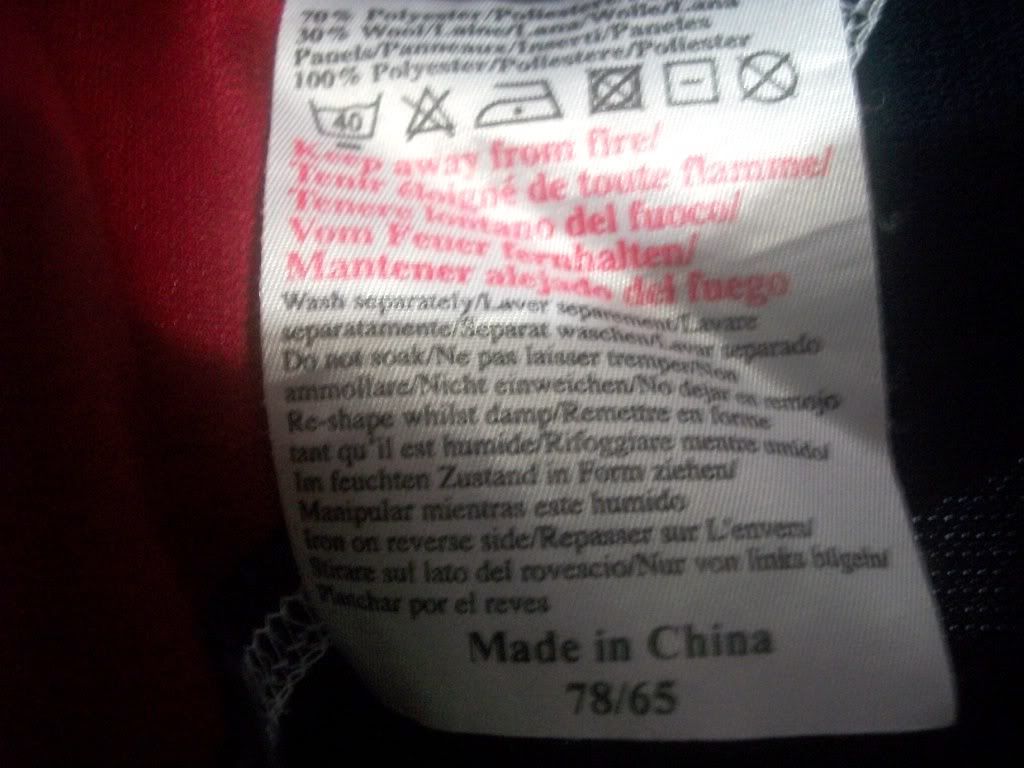 70% Polyester/Poliestere/Wolle/Lana
30% Wool/Laine/Lana/Wolle/Lana
Panels/Panneaux/Inserti/Paneles
100% Polyester/Poliestere/Poliester
40
Keep away from fire/
Tenir éloigné de toute flamme/
Tenere lontano del fuoco/
Vom Feuer fernhalten/
Mantener alejado del fuego
Wash separately/Laver separement/Lavare
separatamente/Separat waschen/Lavar separado
Do not soak/Ne pas laisser tremper/Non
ammollare/Nicht einweichen/No dejar en remojo
Re-shape whilst damp/Remettre en forme
tant qu'il est humide/Rifoggiare mentre umido/
Im feuchten Zustand in Form ziehen/
Manipular mientras este humido
Iron on reverse side/Repasser sur L'envers/
Stirare sul lato del rovescio/Nur von links bügeln/
Planchar por el reves
Made in China
78/65